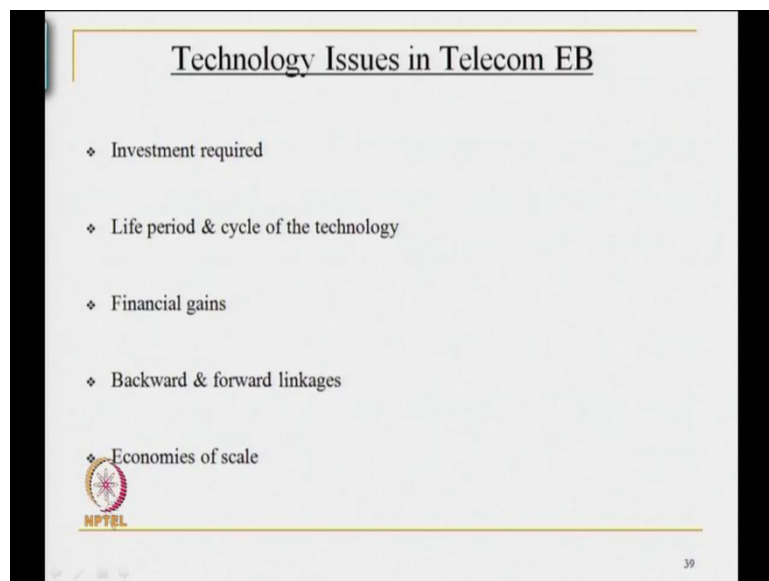 Technology Issues in Telecom EB
❖ Investment required
❖ Life period & cycle of the technology
❖ Financial gains
❖ Backward & forward linkages
❖ Economies of scale
NPTEL
39